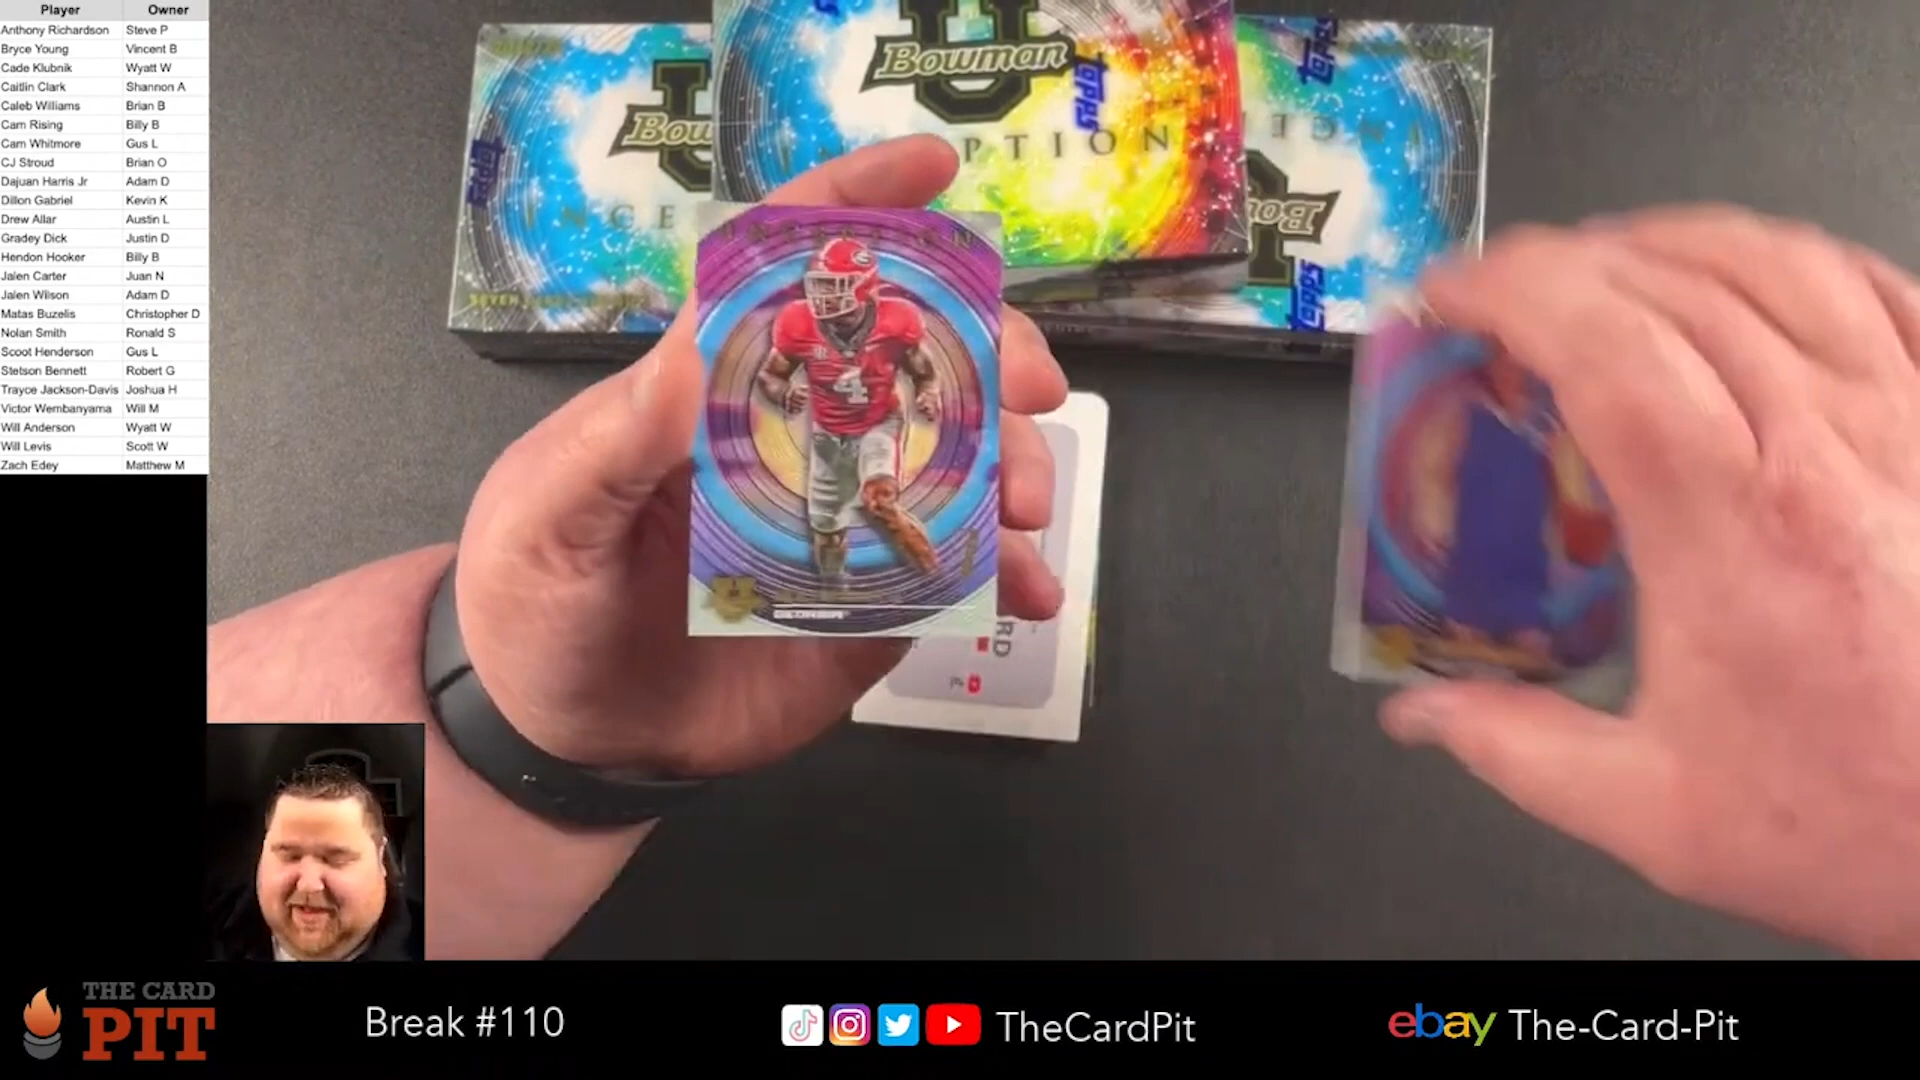 Player Owner
Anthony Richardson Steve P
Bryce Young Vincent B
Cade Klubnik Wyatt W
Caitlin Clark Shannon A
Caleb Williams Brian B
Cam Rising Billy B
Cam Whitmore Gus L
CJ Stroud Brian O
Dajuan Harris Jr Adam D
Dillon Gabriel Kevin K
Drew Allar Austin L
Gradey Dick Justin D
Hendon Hooker Billy B
Jalen Carter Juan N
Jalen Wilson Adam D
Matas Buzelis Christopher D
Nolan Smith Ronald S
Scoot Henderson Gus L
Stetson Bennett Robert G
Trayce Jackson-Davis Joshua H
Victor Wembanyama Will M
Will Anderson Wyatt W
Will Levis Scott W
Zach Edey Matthew M
Bowman
U
topps
topps
topps
topps
4
THE CARD
PIT
Break #110
TheCardPit
ebay The-Card-Pit